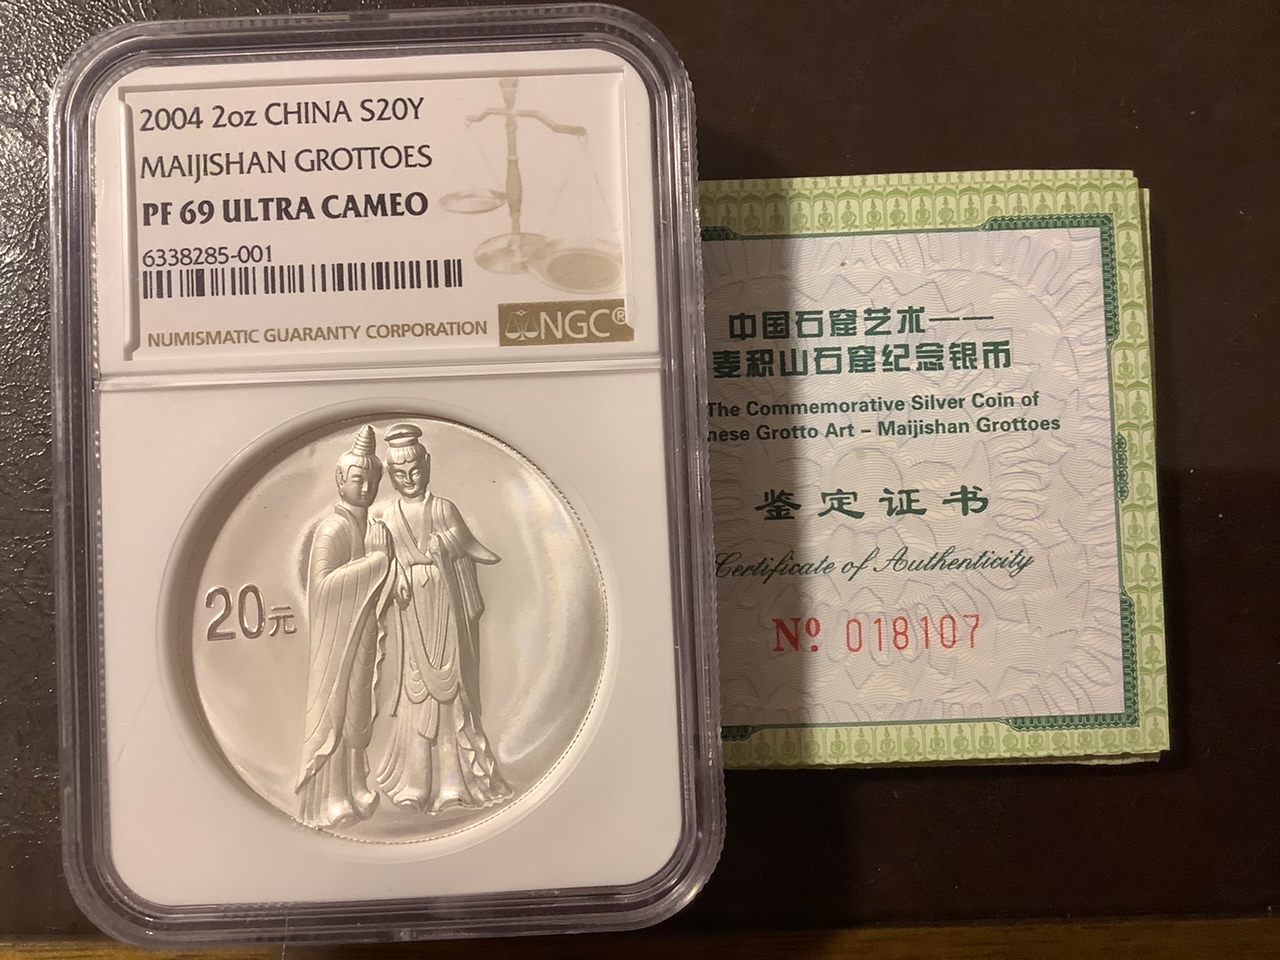 2004 2oz CHINA S20Y
MAIJISHAN GROTTOES
PF 69 ULTRA CAMEO
6338285-001
NUMISMATIC GUARANTY CORPORATION
NGC®
20元
中国石窟艺术——
麦积山石窟纪念银币
The Commemorative Silver Coin of
nese Grotto Art – Maijishan Grottoes
鉴定证书
Certificate of Authenticity
Nº 018107